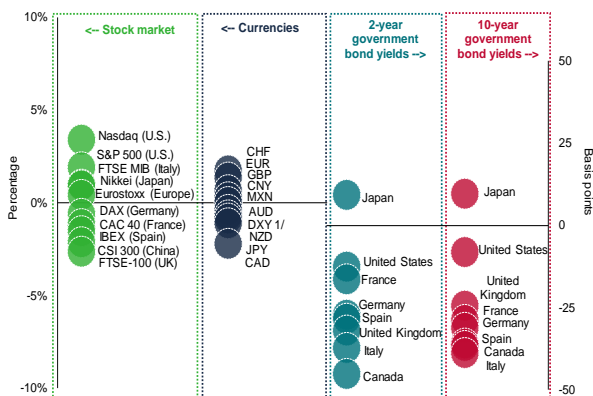 10%
5%
0%
-5%
-10%
Percentage
<-- Stock market
Nasdaq (U.S.)
S&P 500 (U.S.)
FTSE MIB (Italy)
Nikkei (Japan)
Eurostoxx (Europe)
DAX (Germany)
CAC 40 (France)
IBEX (Spain)
CSI 300 (China)
FTSE-100 (UK)
<-- Currencies
CHF
EUR
GBP
CNY
MXN
AUD
DXY 1/
NZD
JPY
CAD
2-year
government
bond yields -->
Japan
United States
France
Germany
Spain
United Kingdom
Italy
Canada
10-year
government
bond yields -->
Japan
United States
United
Kingdom
France
Germany
Spain
Canada
Italy
50
25
0
-25
-50
Basis points